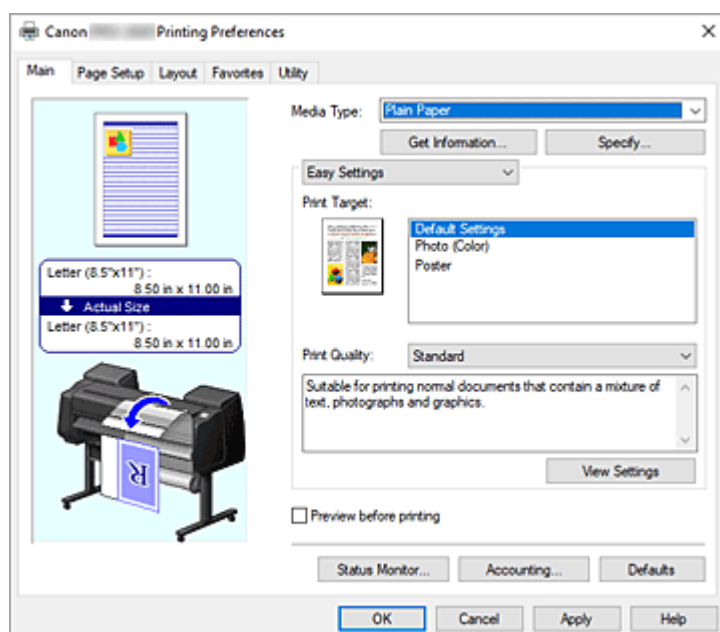 Canon Printing Preferences
Main Page Setup Layout Favorites Utility
Media Type: Plain Paper
Get Information... Specify...
Easy Settings
Print Target:
Default Settings
Photo (Color)
Poster
Letter (8.5"x11") :
8.50 in x 11.00 in
Actual Size
Letter (8.5"x11") :
8.50 in x 11.00 in
R
Print Quality: Standard
Suitable for printing normal documents that contain a mixture of
text, photographs and graphics.
View Settings
Preview before printing
Status Monitor... Accounting... Defaults
OK Cancel Apply Help